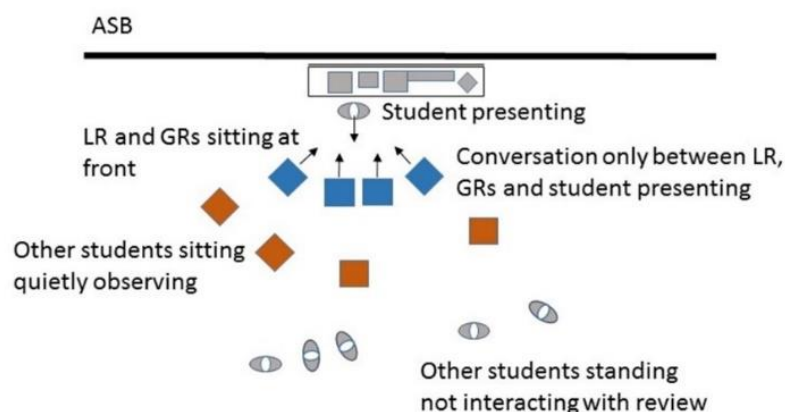 ASB
Student presenting
LR and GRs sitting at
front
Conversation only between LR,
GRs and student presenting
Other students sitting
quietly observing
Other students standing
not interacting with review